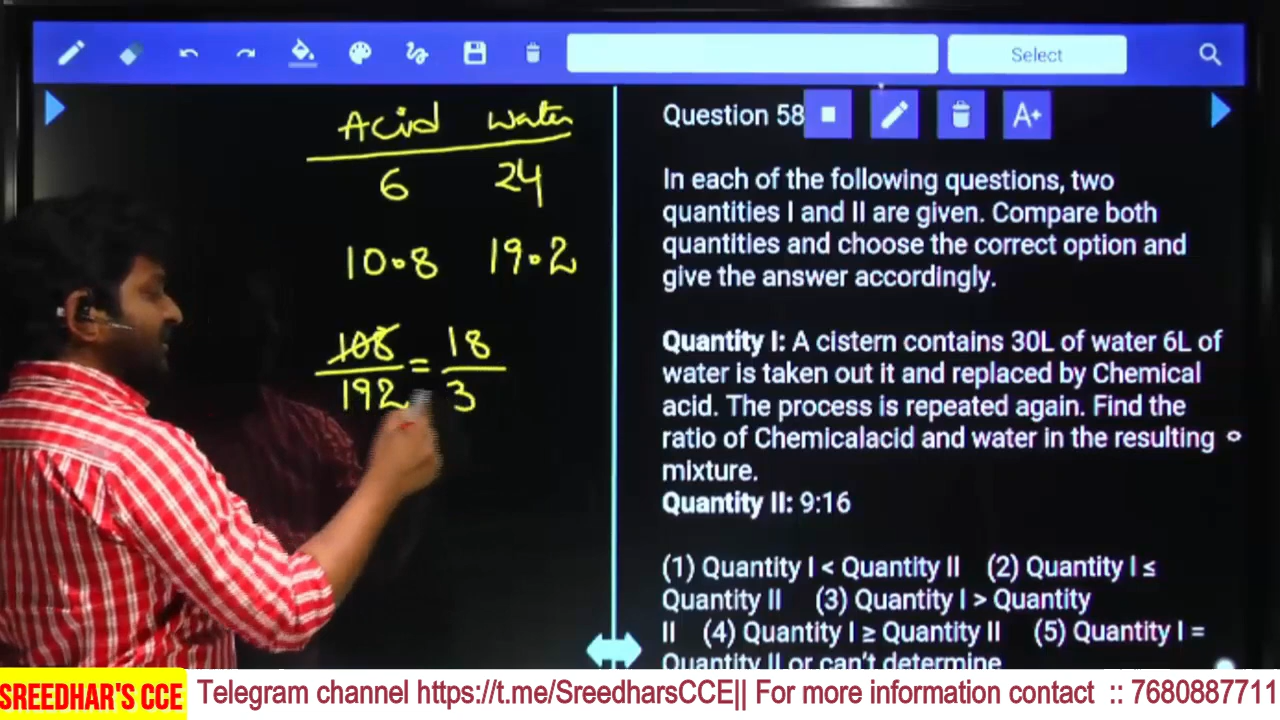 Select
Acid Water
6 24
10.8 19.2
108 = 18
192 3
Question 58
A+
In each of the following questions, two
quantities I and II are given. Compare both
quantities and choose the correct option and
give the answer accordingly.
Quantity I: A cistern contains 30L of water 6L of
water is taken out it and replaced by Chemical
acid. The process is repeated again. Find the
ratio of Chemicalacid and water in the resulting
mixture.
Quantity II: 9:16
(1) Quantity I < Quantity II (2) Quantity I ≤
Quantity II (3) Quantity I > Quantity
II (4) Quantity I ≥ Quantity II (5) Quantity I =
Quantity II or can't determine
SREEDHAR'S CCE Telegram channel https://t.me/SreedharsCCE|| For more information contact :: 7680887711